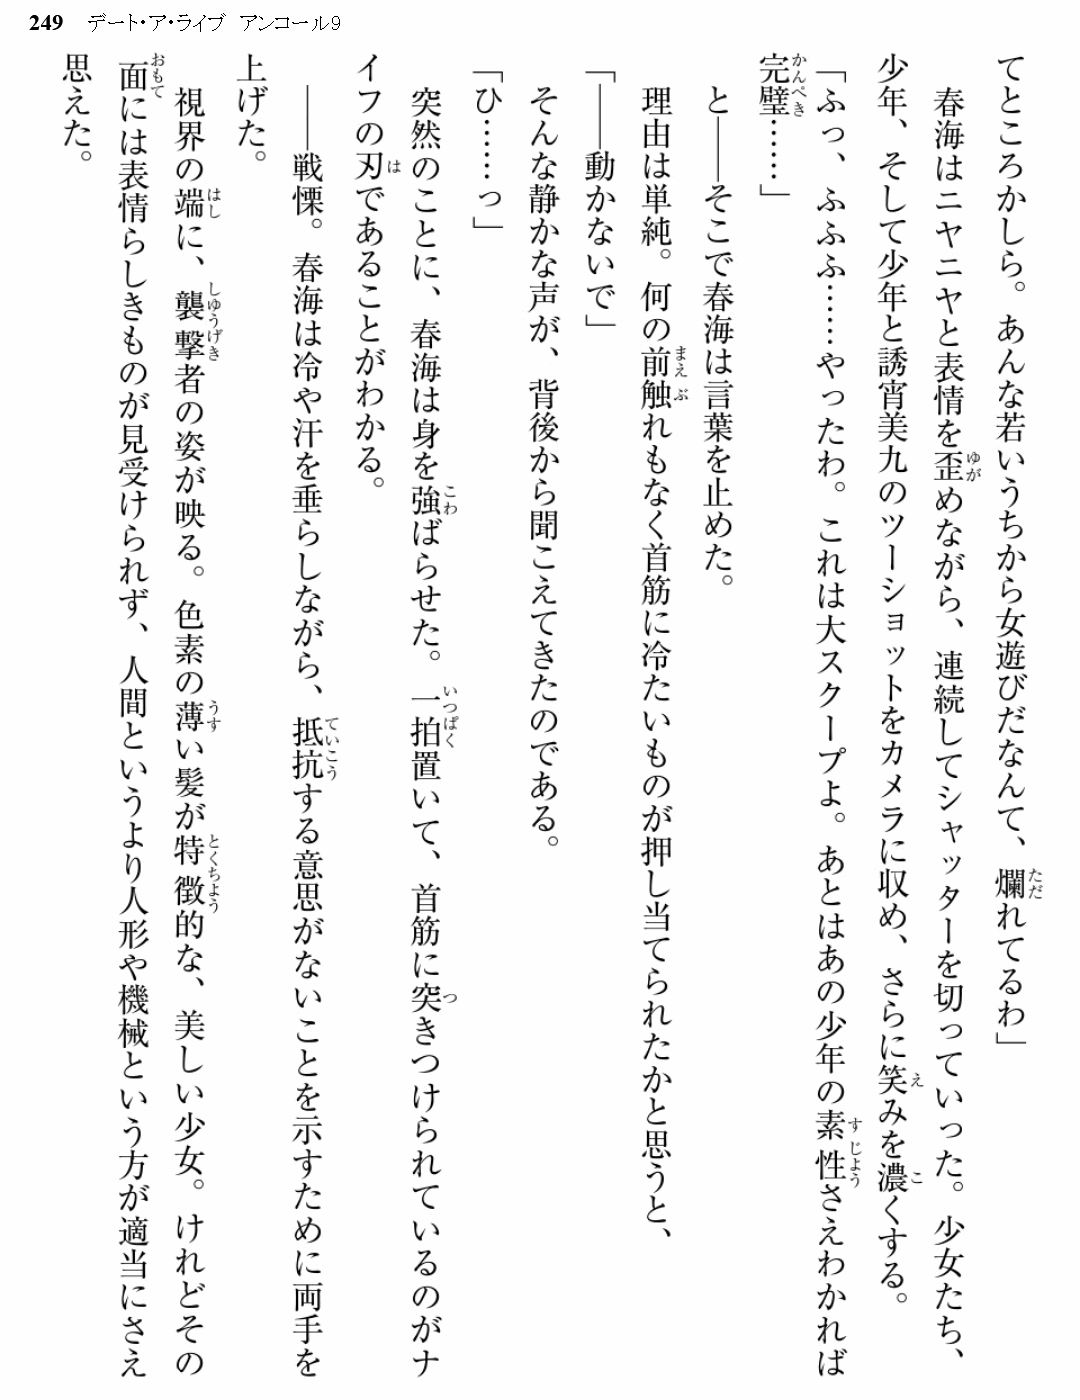 249 デート・ア・ライブ アンコール9
てところかしら。あんな若いうちから女遊びだなんて、爛れてるわ」
春海はニヤニヤと表情を歪めながら、連続してシャッターを切っていった。少女たち、
少年、そして少年と誘宵美九のツーショットをカメラに収め、さらに笑みを濃くする。
「ふっ、ふふふ……やったわ。これは大スクープよ。あとはあの少年の素性さえわかれば
完璧……」
と――そこで春海は言葉を止めた。
理由は単純。何の前触れもなく首筋に冷たいものが押し当てられたかと思うと、
「――動かないで」
そんな静かな声が、背後から聞こえてきたのである。
「ひ……っ」
突然のことに、春海は身を強ばらせた。一拍置いて、首筋に突きつけられているのがナ
イフの刃であることがわかる。
――戦慄。春海は冷や汗を垂らしながら、抵抗する意思がないことを示すために両手を
上げた。
視界の端に、襲撃者の姿が映る。色素の薄い髪が特徴的な、美しい少女。けれどその
面には表情らしきものが見受けられず、人間というより人形や機械という方が適当にさえ
思えた。